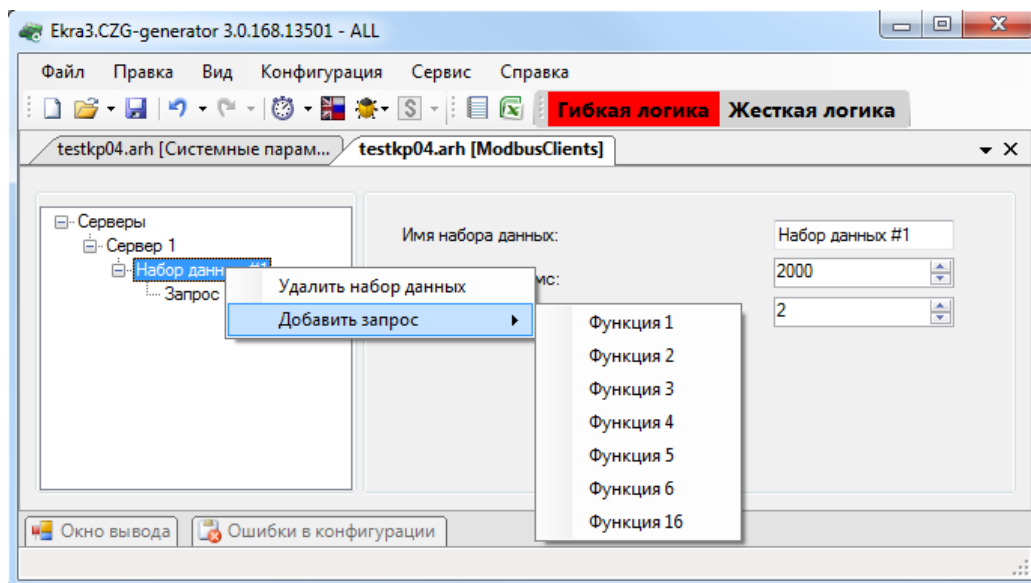 Ekra3.CZG-generator 3.0.168.13501 - ALL
Файл Правка Вид Конфигурация Сервис Справка
S Гибкая логика Жесткая логика
testkp04.arh [Системные парам... testkp04.arh [ModbusClients]
Серверы
Сервер 1
Набор данн
Запрос
Имя набора данных: Набор данных #1
мс: 2000
2
Удалить набор данных
Добавить запрос
Функция 1
Функция 2
Функция 3
Функция 4
Функция 5
Функция 6
Функция 16
Окно вывода Ошибки в конфигурации